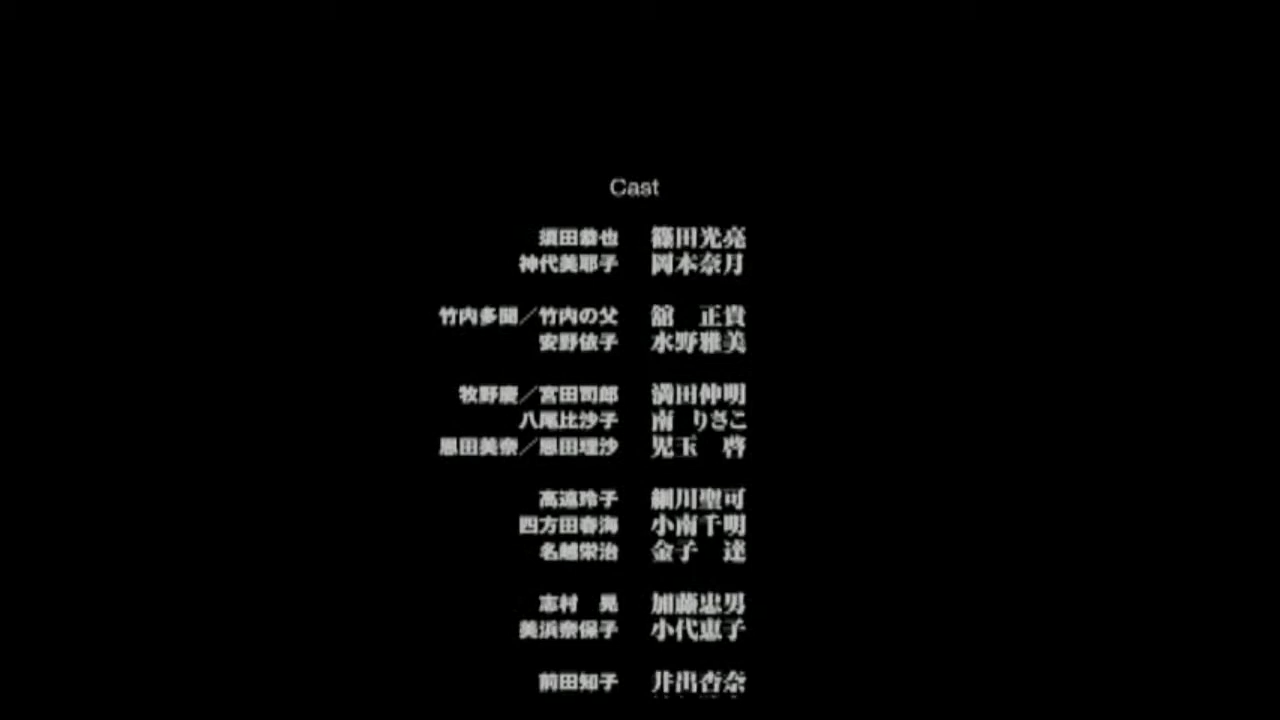 Cast
須田恭也 篠田光亮
神代美耶子 岡本奈月
竹内多聞／竹内の父 舘 正貴
安野依子 水野雅美
牧野慶／宮田司郎 満田伸明
八尾比沙子 南 りさこ
恩田美奈／恩田理沙 児玉 啓
高遠玲子 細川聖可
四方田春海 小南千明
名越栄治 金子 達
志村 晃 加藤忠男
美浜奈保子 小代恵子
前田知子 井出杏奈